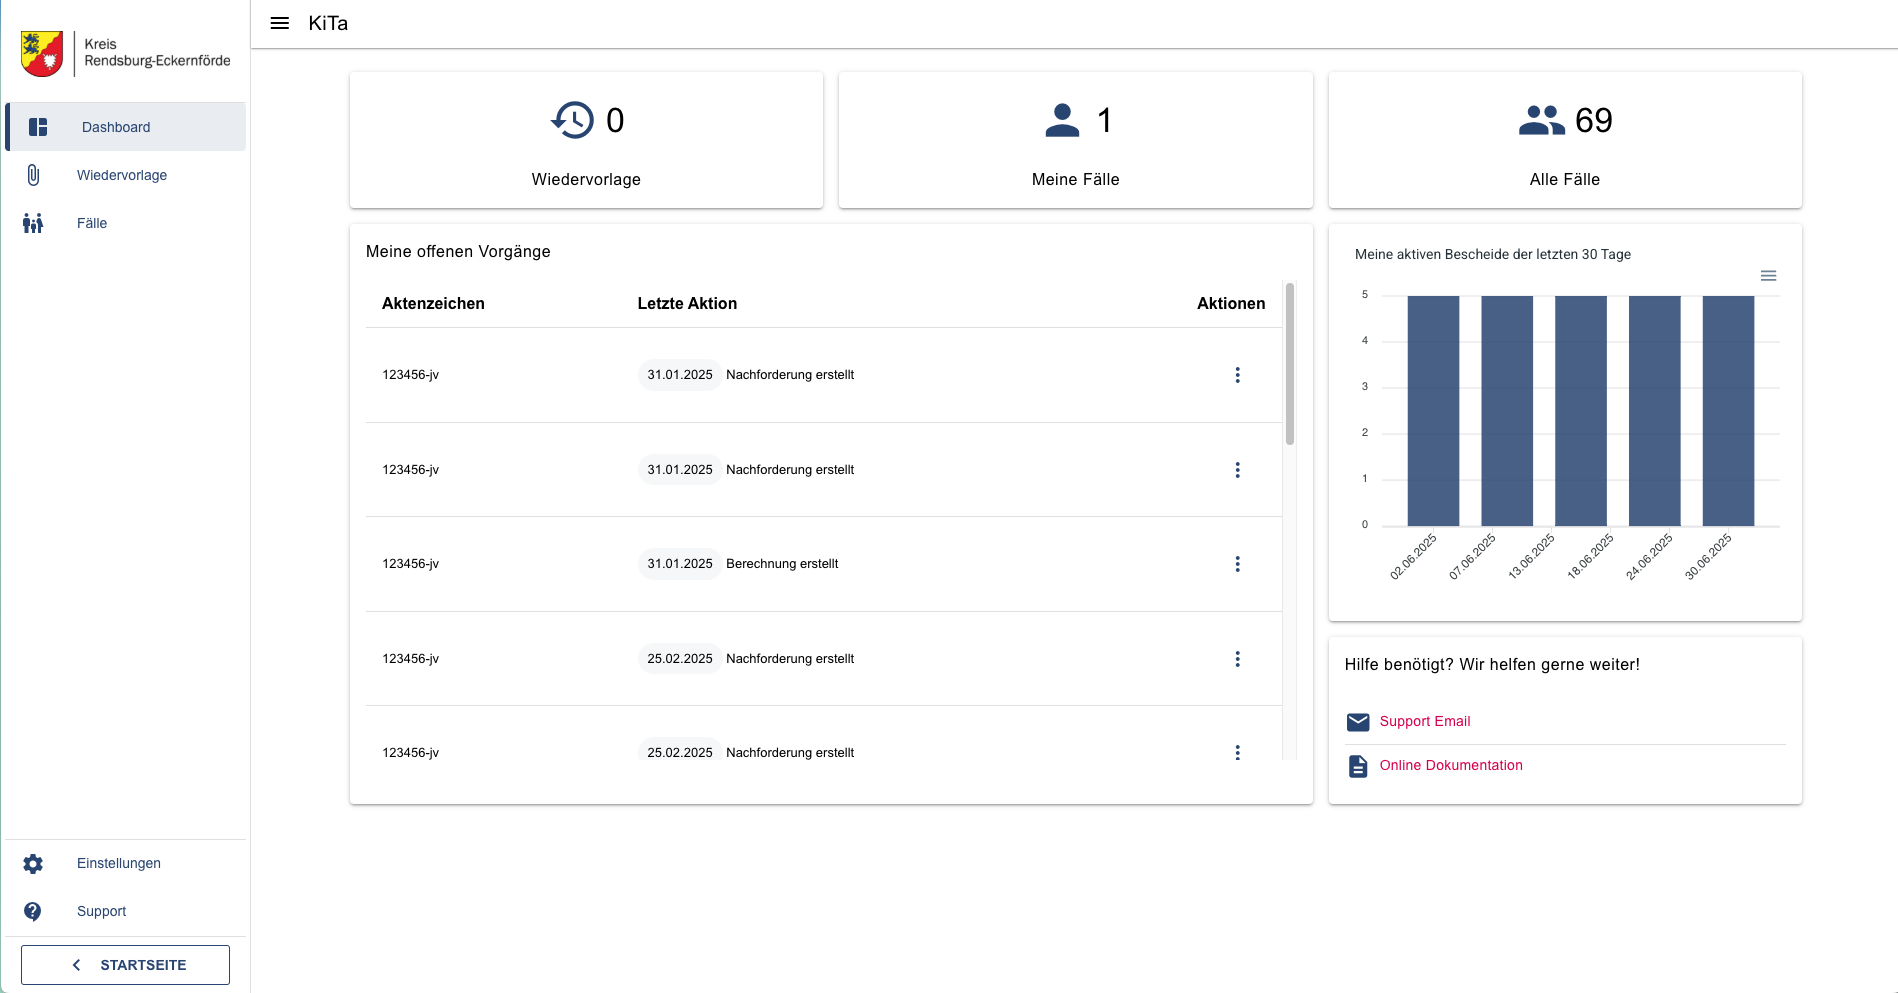 Kreis
Rendsburg-Eckernförde
Dashboard
Wiedervorlage
Fälle
Einstellungen
Support
STARTSEITE
KiTa
0
Wiedervorlage
1
Meine Fälle
69
Alle Fälle
Meine offenen Vorgänge
Aktenzeichen Letzte Aktion Aktionen
123456-jv 31.01.2025 Nachforderung erstellt
123456-jv 31.01.2025 Nachforderung erstellt
123456-jv 31.01.2025 Berechnung erstellt
123456-jv 25.02.2025 Nachforderung erstellt
123456-jv 25.02.2025 Nachforderung erstellt
Meine aktiven Bescheide der letzten 30 Tage
5
4
3
2
1
0
02.06.2025 07.06.2025 13.06.2025 18.06.2025 24.06.2025 30.06.2025
Hilfe benötigt? Wir helfen gerne weiter!
Support Email
Online Dokumentation